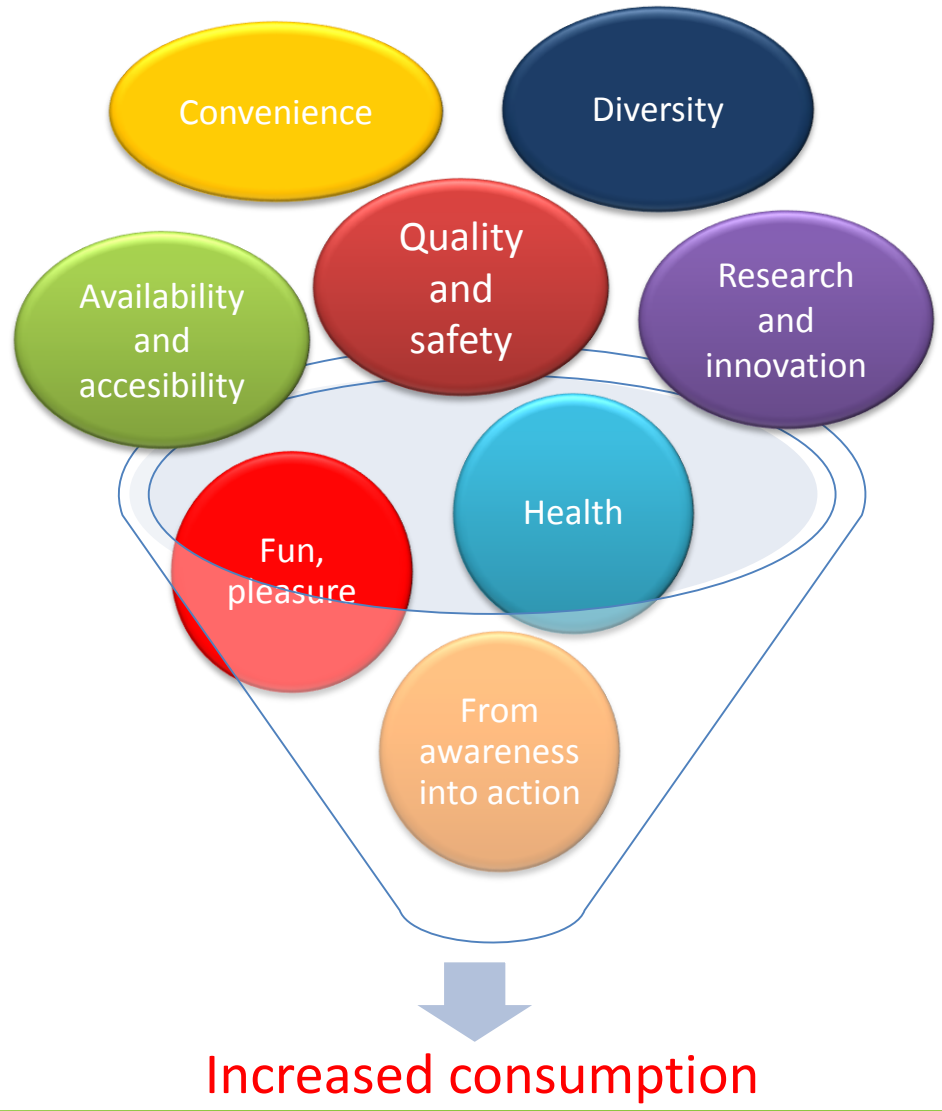 Convenience
Diversity
Quality
and
safety
Availability
and
accesibility
Research
and
innovation
Fun,
pleasure
Health
From
awareness
into action
Increased consumption